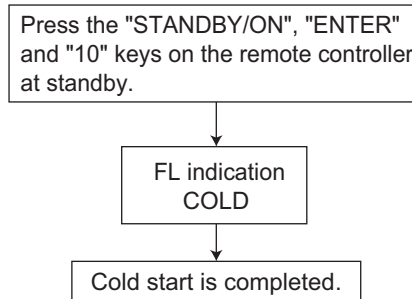 Press the "STANDBY/ON", "ENTER"
and "10" keys on the remote controller
at standby.
FL indication
COLD
Cold start is completed.